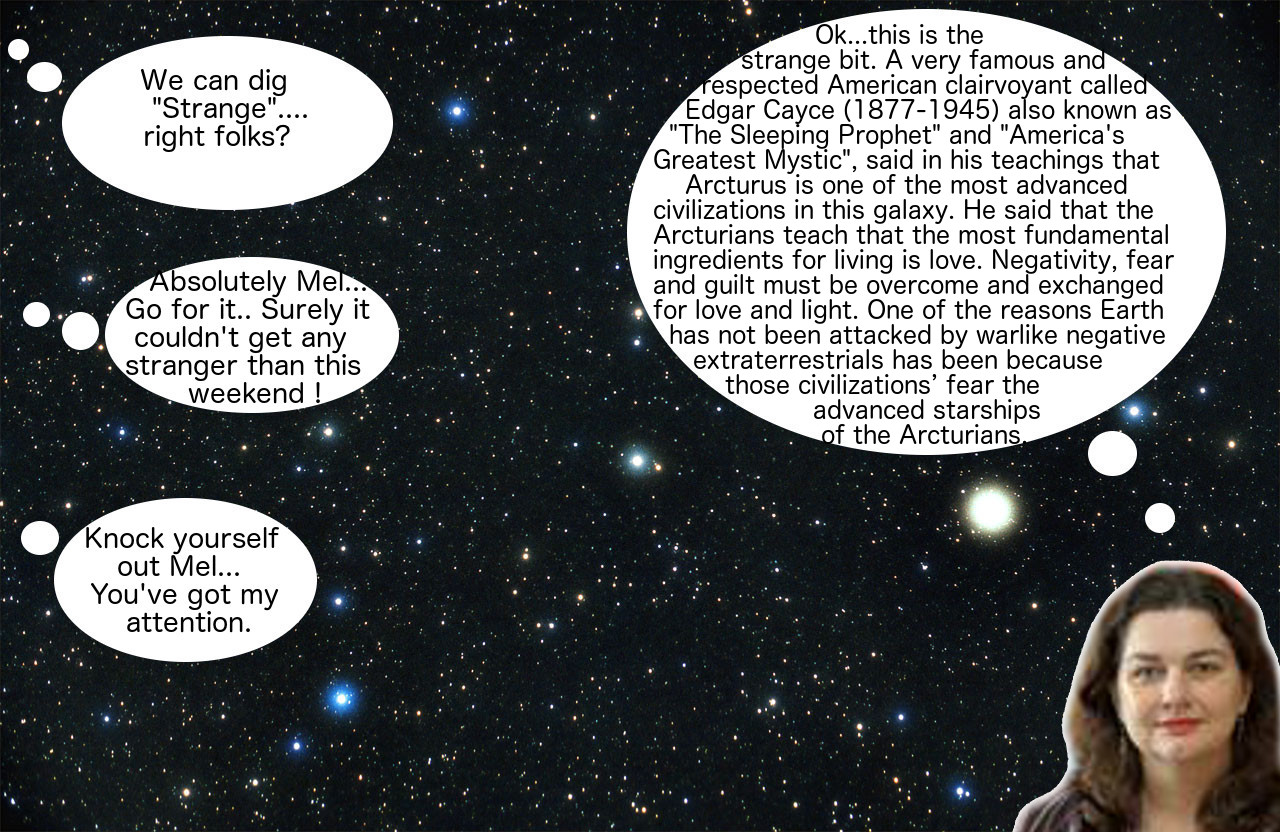 We can dig
"Strange"....
right folks?
Absolutely Mel...
Go for it.. Surely it
couldn't get any
stranger than this
weekend !
Knock yourself
out Mel...
You've got my
attention.
Ok...this is the
strange bit. A very famous and
respected American clairvoyant called
Edgar Cayce (1877-1945) also known as
"The Sleeping Prophet" and "America's
Greatest Mystic", said in his teachings that
Arcturus is one of the most advanced
civilizations in this galaxy. He said that the
Arcturians teach that the most fundamental
ingredients for living is love. Negativity, fear
and guilt must be overcome and exchanged
for love and light. One of the reasons Earth
has not been attacked by warlike negative
extraterrestrials has been because
those civilizations’ fear the
advanced starships
of the Arcturians.